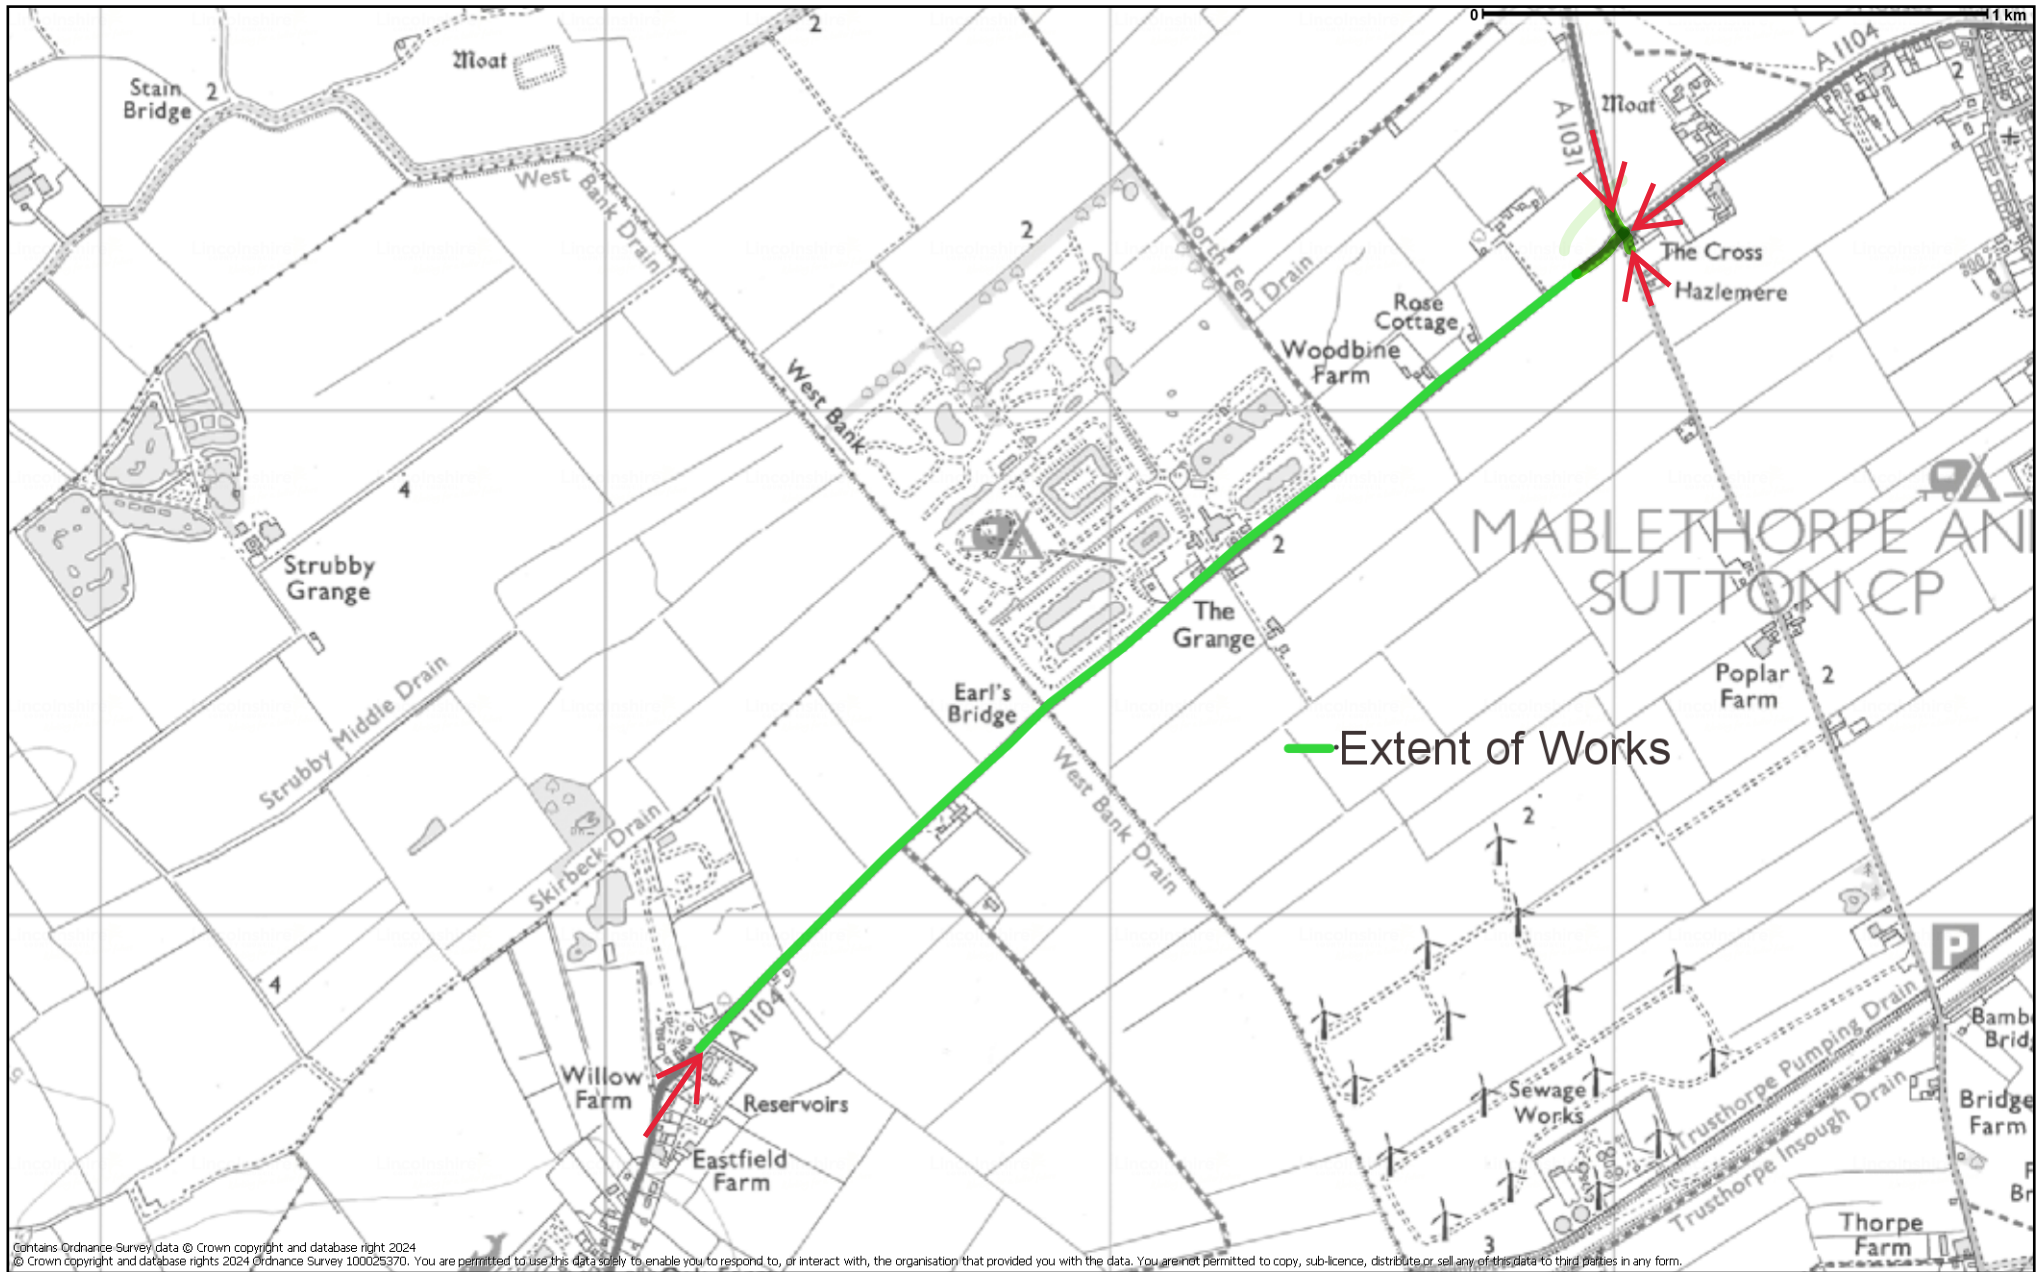 0
1 km
2
A 1104
Moat
Stain
Bridge
2
2
A 1031
Moat
West Bank Drain
2
North Fen Drain
The Cross
Hazlemere
Rose
Cottage
Woodbine
Farm
West Bank
4
MABLETHORPE AN
SUTTON CP
Strubby
Grange
2
The
Grange
Poplar
Farm
2
Strubby Middle Drain
Earl's
Bridge
Extent of Works
West Bank Drain
2
Skirbeck Drain
P
4
A 1104
Willow
Farm
Reservoirs
Sewage
Works
Trusthorpe Pumping Drain
Trusthorpe Insough Drain
Bridge
Farm
Eastfield
Farm
Thorpe
Farm
3
Contains Ordnance Survey data © Crown copyright and database right 2024
© Crown copyright and database rights 2024 Ordnance Survey 100025370. You are permitted to use this data solely to enable you to respond to, or interact with, the organisation that provided you with the data. You are not permitted to copy, sub-licence, distribute or sell any of this data to third parties in any form.